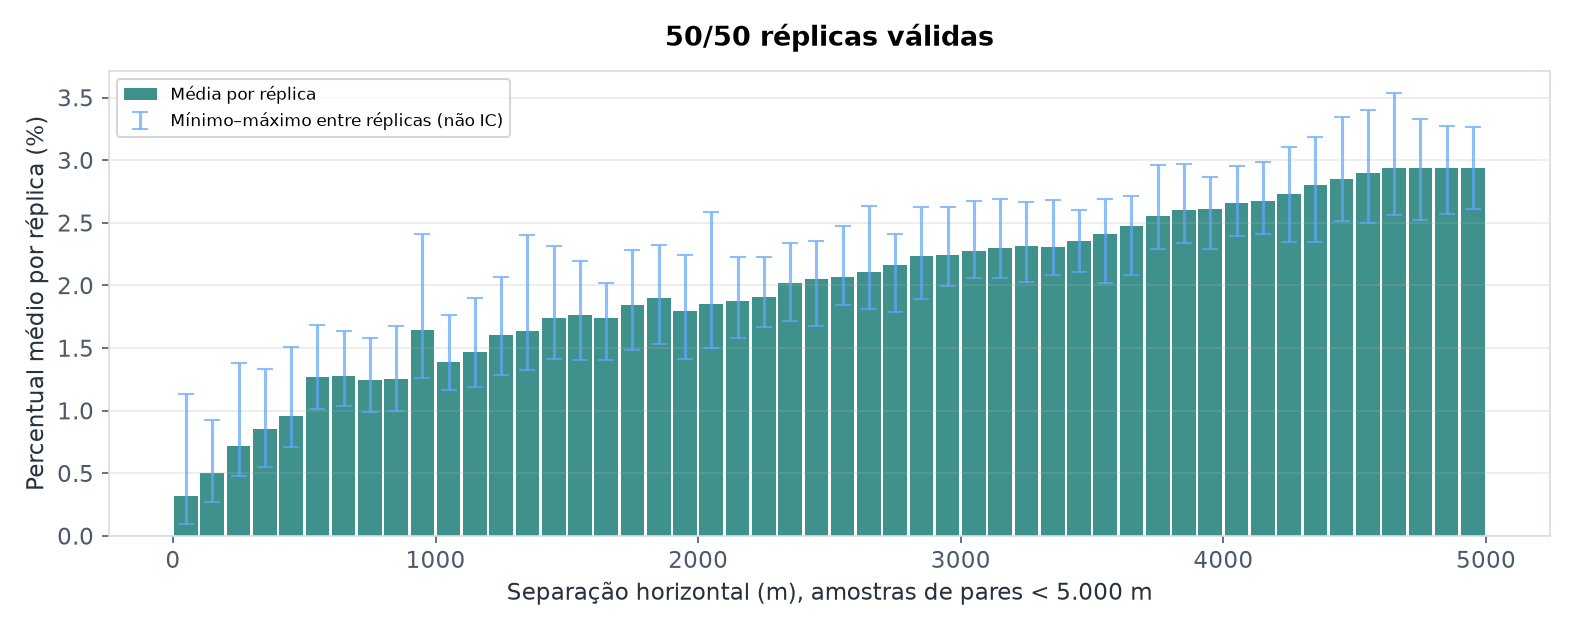 50/50 réplicas válidas
Média por réplica
Mínimo–máximo entre réplicas (não IC)
Percentual médio por réplica (%)
3.5
3.0
2.5
2.0
1.5
1.0
0.5
0.0
0 1000 2000 3000 4000 5000
Separação horizontal (m), amostras de pares < 5.000 m